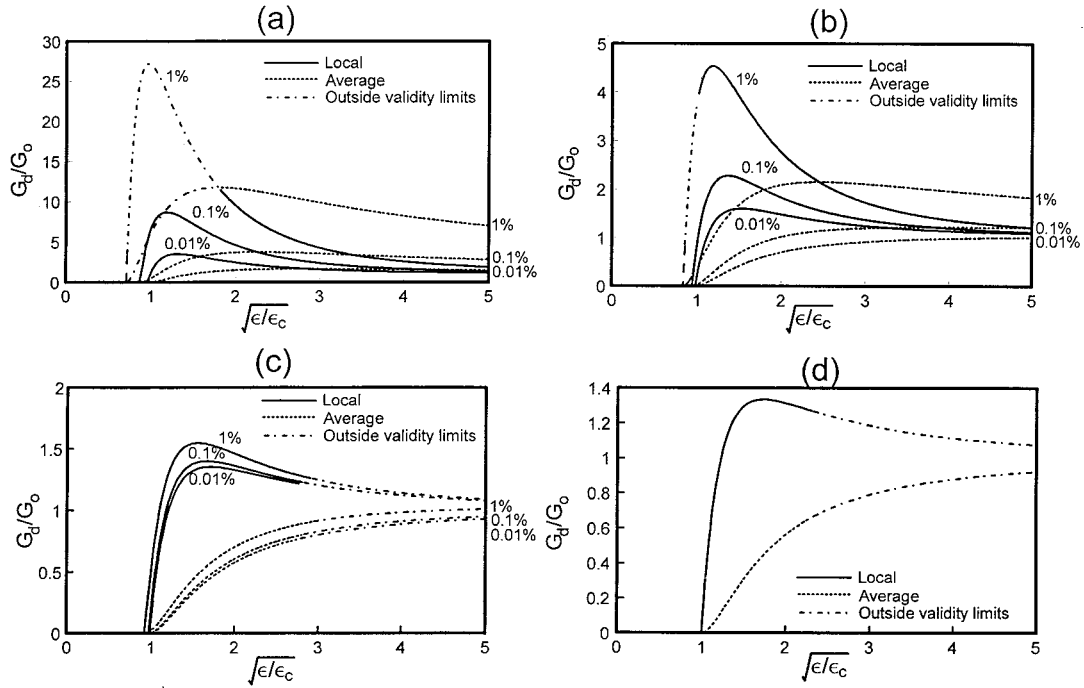 (a)
30
25
20
15
10
5
0
G_d/G_o
1%
0.1%
0.01%
Local
Average
Outside validity limits
1%
0.1%
0.01%
0 1 2 3 4 5
√ϵ/ϵ_c
(b)
5
4
3
2
1
0
G_d/G_o
1%
0.1%
0.01%
Local
Average
Outside validity limits
1%
0.1%
0.01%
0 1 2 3 4 5
√ϵ/ϵ_c
(c)
2
1.5
1
0.5
0
G_d/G_o
1%
0.1%
0.01%
Local
Average
Outside validity limits
1%
0.1%
0.01%
0 1 2 3 4 5
√ϵ/ϵ_c
(d)
1.4
1.2
1
0.8
0.6
0.4
0.2
0
G_d/G_o
Local
Average
Outside validity limits
0 1 2 3 4 5
√ϵ/ϵ_c